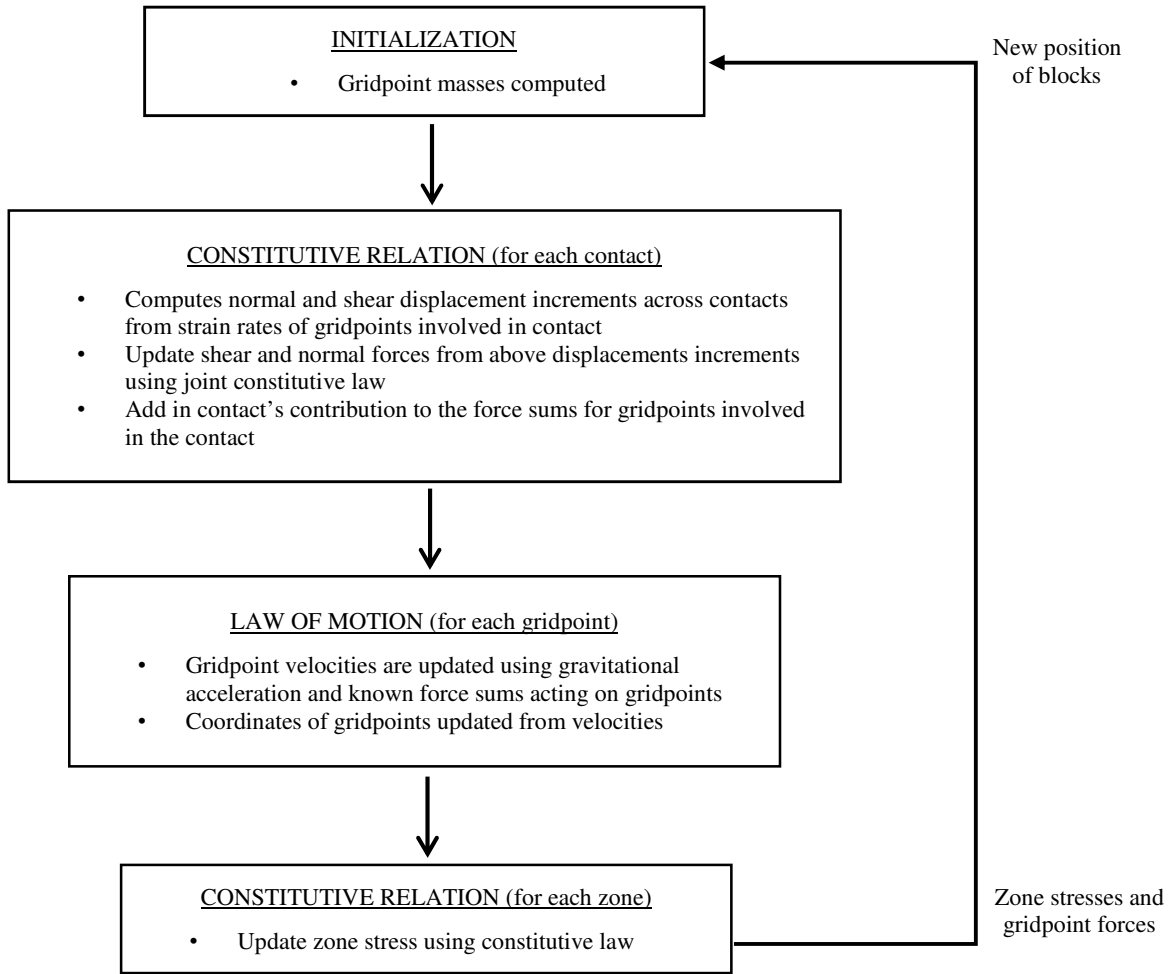 INITIALIZATION
• Gridpoint masses computed
New position
of blocks
CONSTITUTIVE RELATION (for each contact)
• Computes normal and shear displacement increments across contacts
from strain rates of gridpoints involved in contact
• Update shear and normal forces from above displacements increments
using joint constitutive law
• Add in contact’s contribution to the force sums for gridpoints involved
in the contact
LAW OF MOTION (for each gridpoint)
• Gridpoint velocities are updated using gravitational
acceleration and known force sums acting on gridpoints
• Coordinates of gridpoints updated from velocities
CONSTITUTIVE RELATION (for each zone)
• Update zone stress using constitutive law
Zone stresses and
gridpoint forces